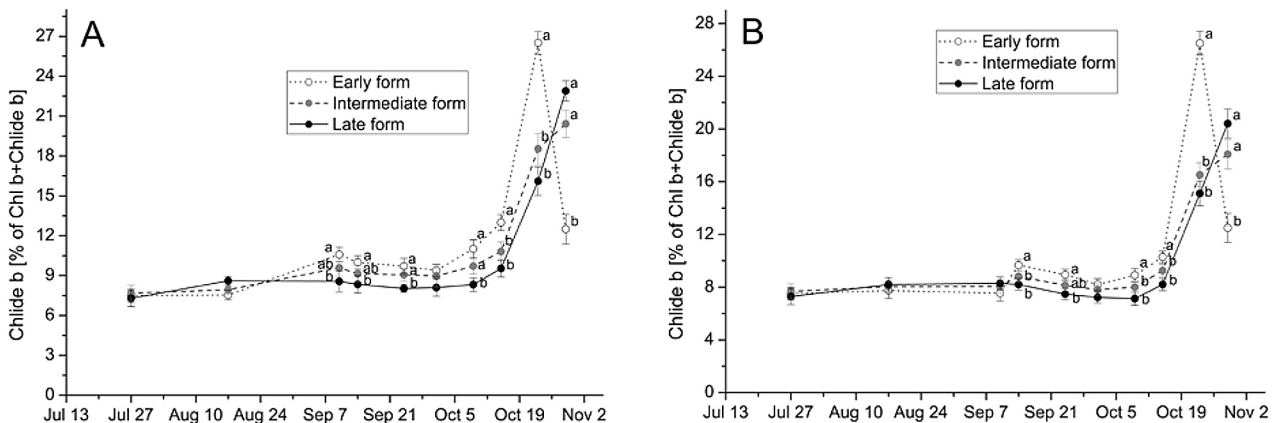 A
Chlide b [% of Chl b+Chlide b]
27
24
21
18
15
12
9
6
3
0
Early form
Intermediate form
Late form
a
b
a
b
a
b
a
b
b
a
a
b
a
ab
b
a
ab
b
a
a
b
Jul 13 Jul 27 Aug 10 Aug 24 Sep 7 Sep 21 Oct 5 Oct 19 Nov 2
B
Chlide b [% of Chl b+Chlide b]
28
24
20
16
12
8
4
0
Early form
Intermediate form
Late form
a
b
b
a
a
b
a
b
b
a
b
b
a
ab
b
a
b
b
Jul 13 Jul 27 Aug 10 Aug 24 Sep 7 Sep 21 Oct 5 Oct 19 Nov 2